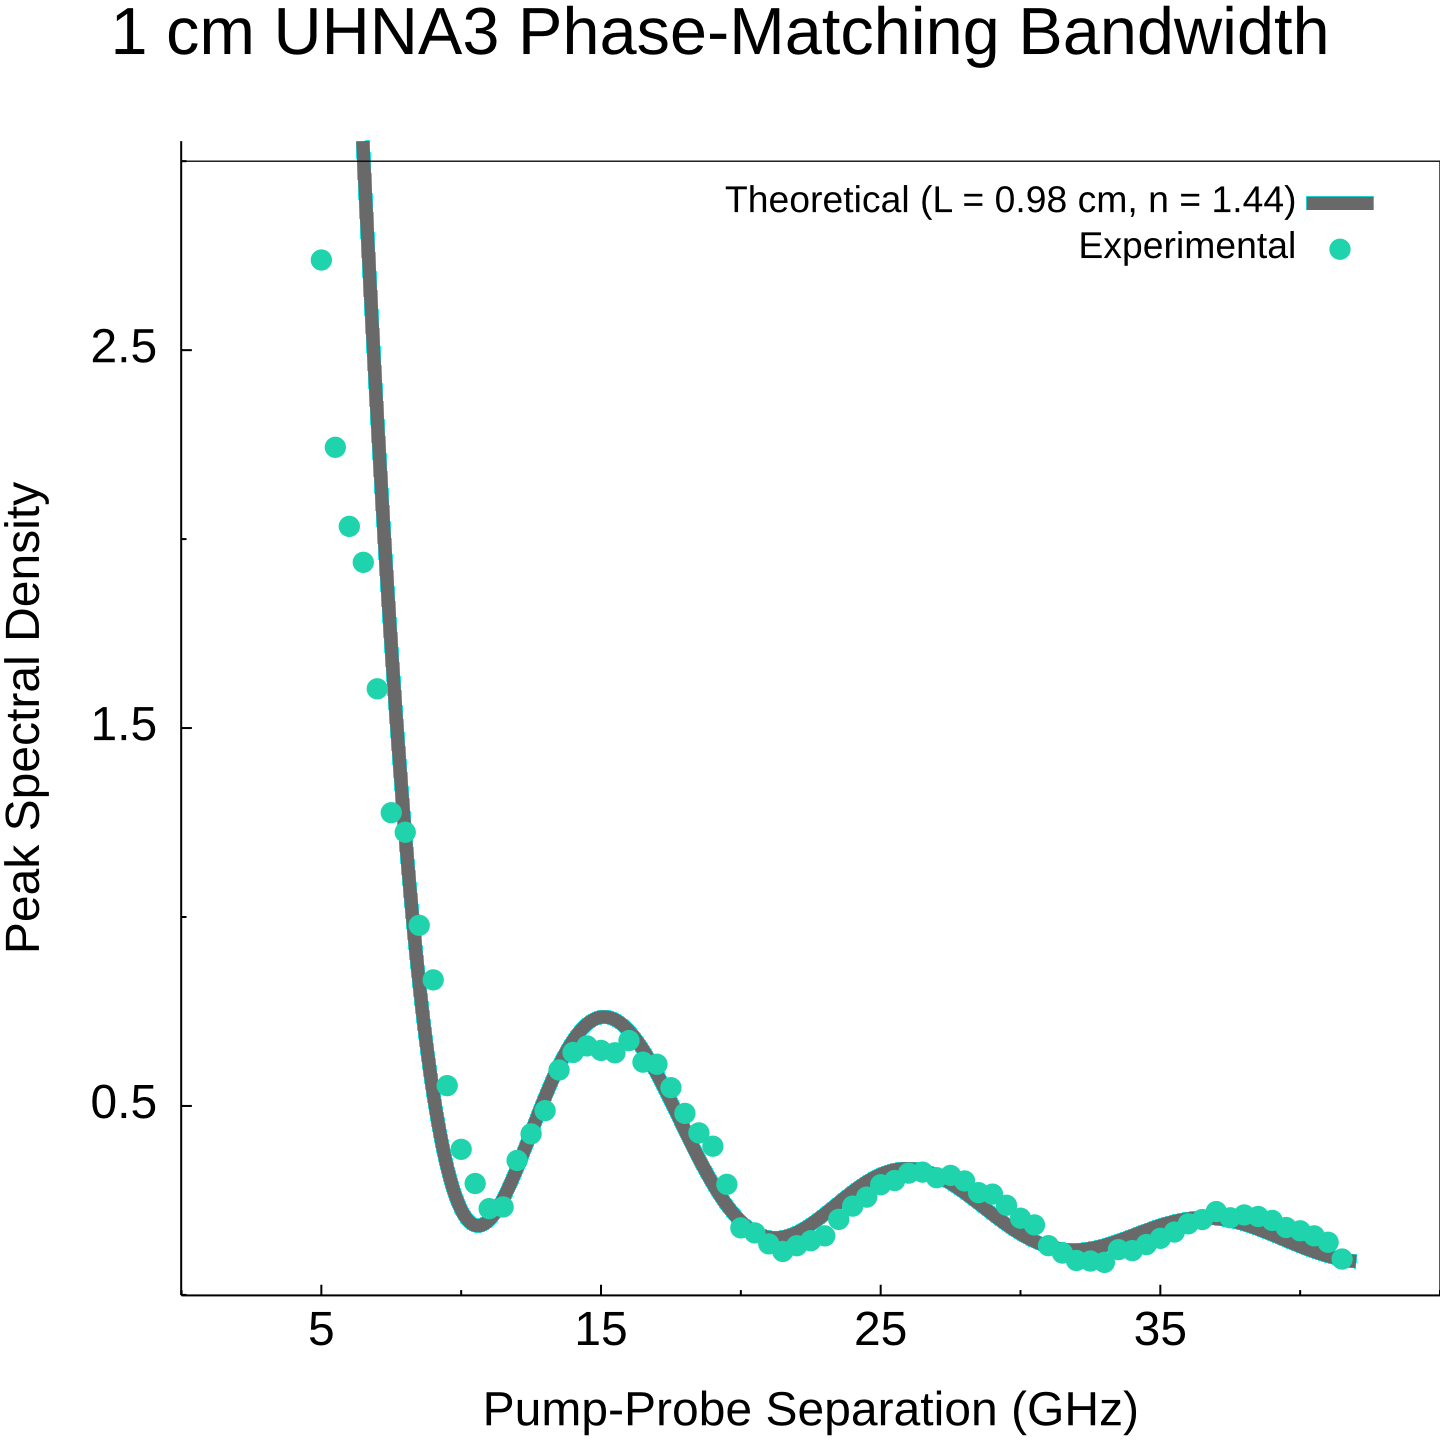 1 cm UHNA3 Phase-Matching Bandwidth
Theoretical (L = 0.98 cm, n = 1.44)
Experimental
2.5
1.5
0.5
Peak Spectral Density
5 15 25 35
Pump-Probe Separation (GHz)